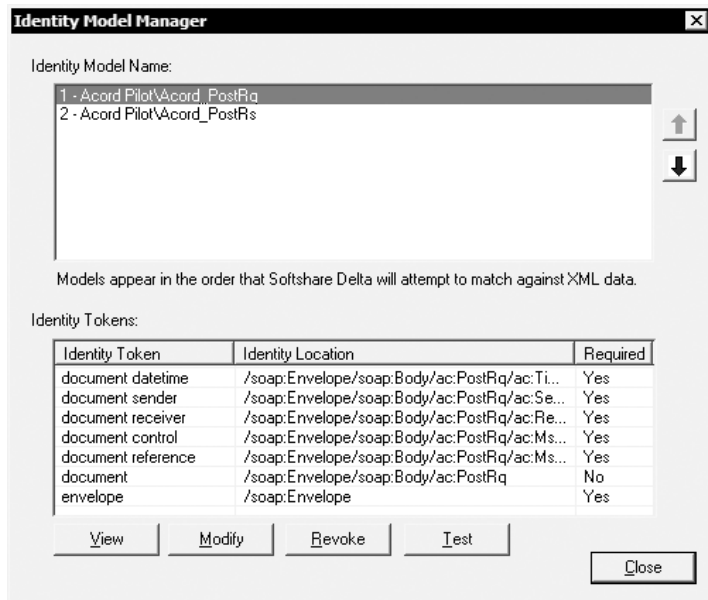 Identity Model Manager
Identity Model Name:
1 - Acord Pilot\Acord_PostRq
2 - Acord Pilot\Acord_PostRs
Models appear in the order that Softshare Delta will attempt to match against XML data.
Identity Tokens:
Identity Token Identity Location Required
document datetime /soap:Envelope/soap:Body/ac:PostRq/ac:Ti... Yes
document sender /soap:Envelope/soap:Body/ac:PostRq/ac:Se... Yes
document receiver /soap:Envelope/soap:Body/ac:PostRq/ac:Re... Yes
document control /soap:Envelope/soap:Body/ac:PostRq/ac:Ms... Yes
document reference /soap:Envelope/soap:Body/ac:PostRq/ac:Ms... Yes
document /soap:Envelope/soap:Body/ac:PostRq No
envelope /soap:Envelope Yes
View Modify Revoke Test
Close